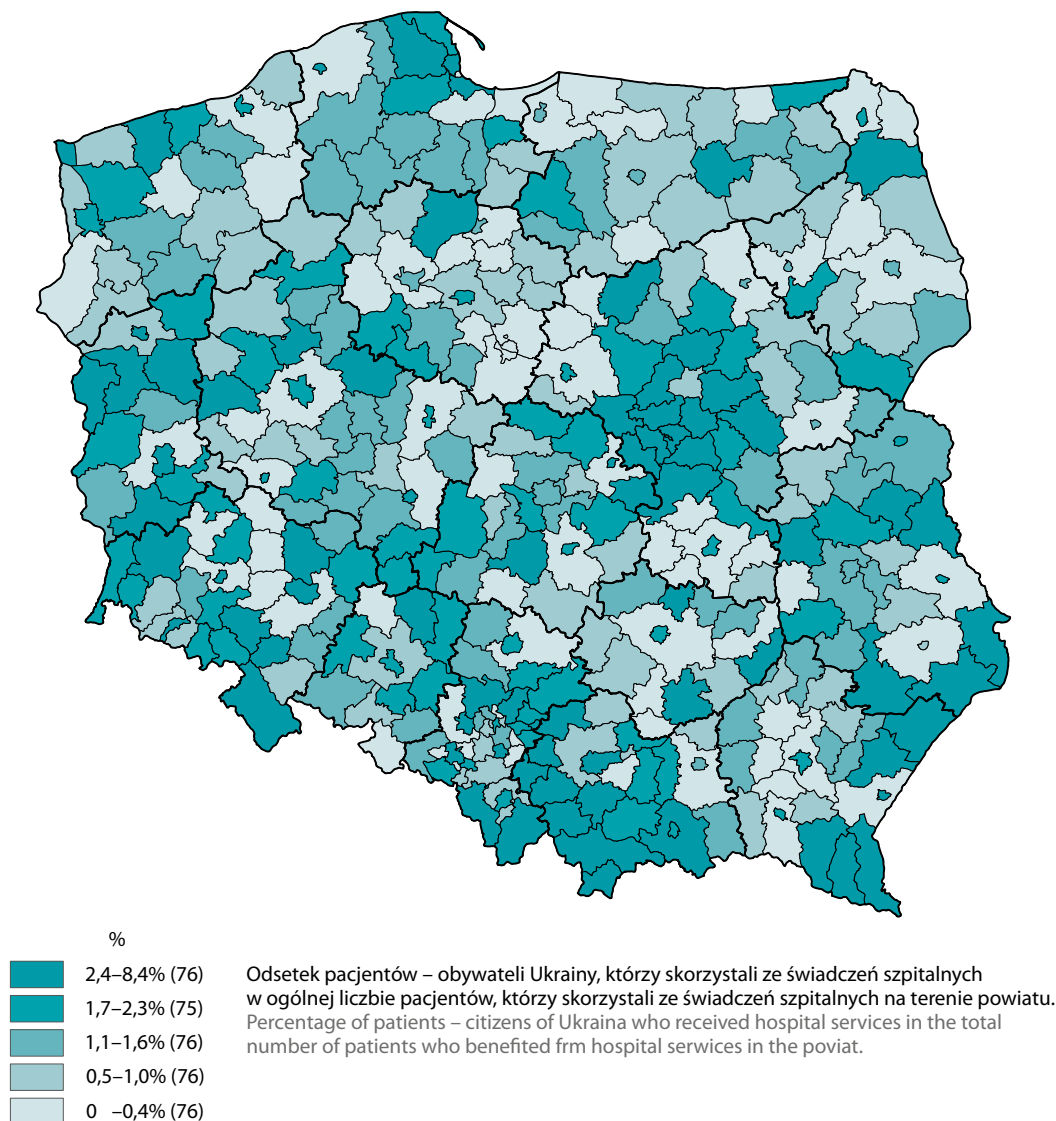 %
2,4–8,4% (76)
1,7–2,3% (75)
1,1–1,6% (76)
0,5–1,0% (76)
0 –0,4% (76)
Odsetek pacjentów – obywateli Ukrainy, którzy skorzystali ze świadczeń szpitalnych
w ogólnej liczbie pacjentów, którzy skorzystali ze świadczeń szpitalnych na terenie powiatu.
Percentage of patients – citizens of Ukraina who received hospital services in the total
number of patients who benefited frm hospital serwices in the poviat.